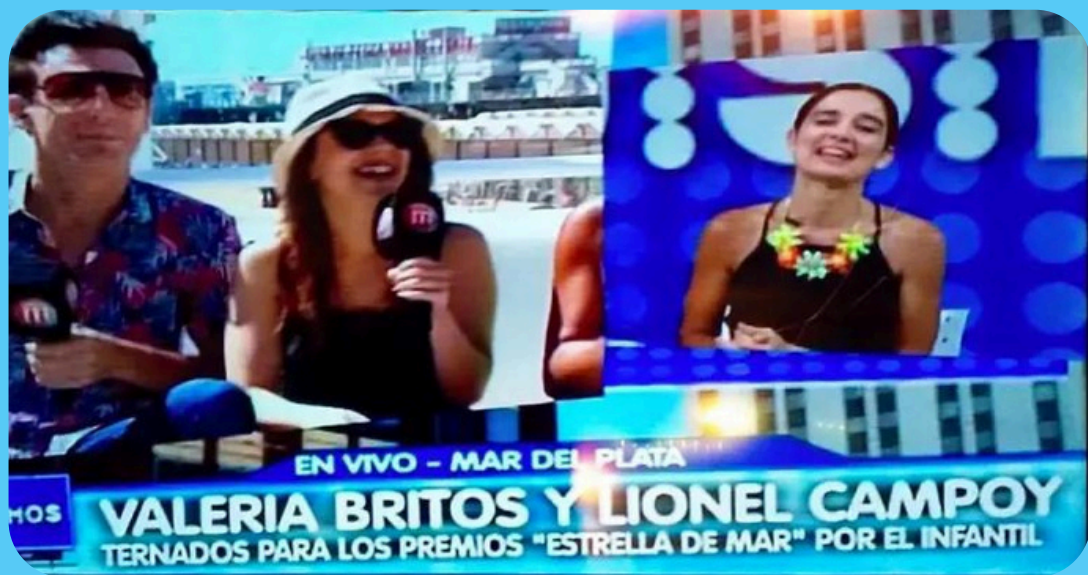 m
m
EN VIVO - MAR DEL PLATA
MOS
VALERIA BRITOS Y LIONEL CAMPOY
TERNADOS PARA LOS PREMIOS "ESTRELLA DE MAR" POR EL INFANTIL